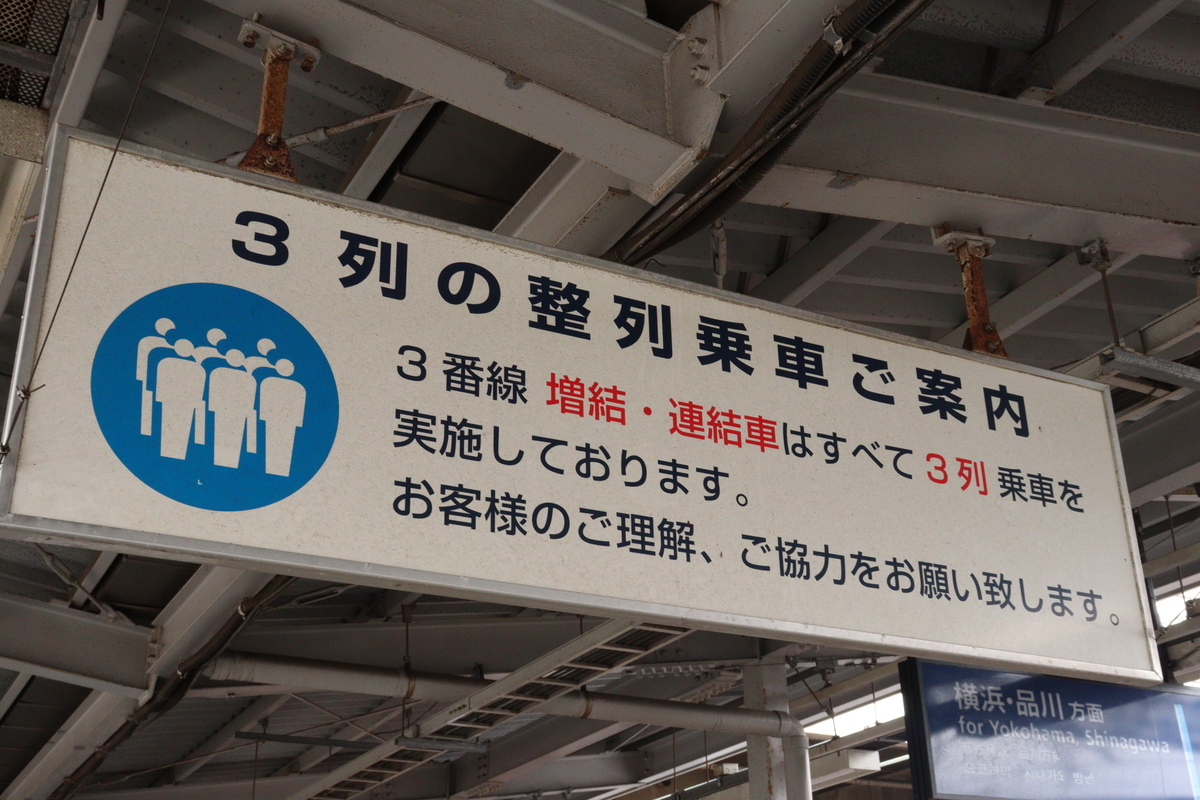 3列の整列乗車ご案内
3番線 増結・連結車はすべて3列乗車を
実施しております。
お客様のご理解、ご協力をお願い致します。
横浜・品川 方面
for Yokohama, Shinagawa